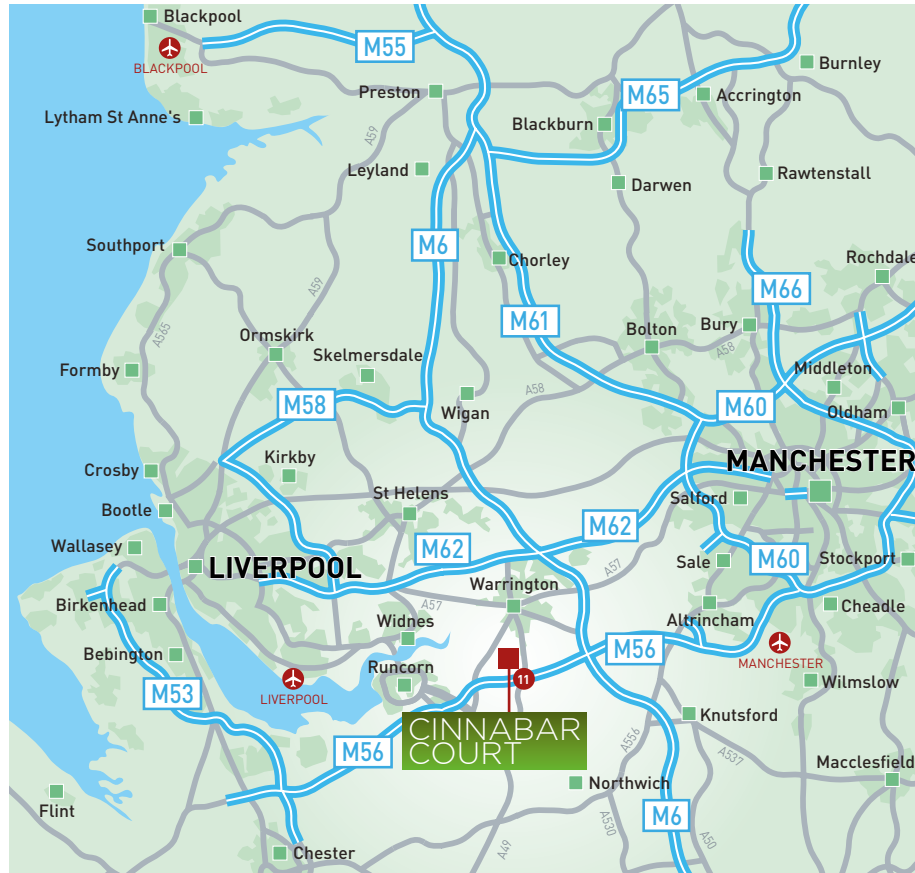 Blackpool
M55
BLACKPOOL
Burnley
Preston
M65
Accrington
Lytham St Anne's
Blackburn
A59
Leyland
Darwen
Rawtenstall
M6
Southport
Chorley
Rochdale
A59
M66
A565
M61
Ormskirk
Bolton
Bury
A58
Skelmersdale
Formby
Middleton
A58
M58
Wigan
M60
Oldham
MANCHESTER
Crosby
Kirkby
St Helens
Salford
Bootle
M62
Wallasey
M62
M60
Stockport
LIVERPOOL
A57
Sale
Warrington
Birkenhead
A57
Cheadle
Widnes
Altrincham
Bebington
M56
MANCHESTER
Runcorn
11
Wilmslow
M53
LIVERPOOL
Knutsford
CINNABAR
COURT
A556
M56
A537
Macclesfield
Northwich
Flint
M6
A530
A50
A49
Chester